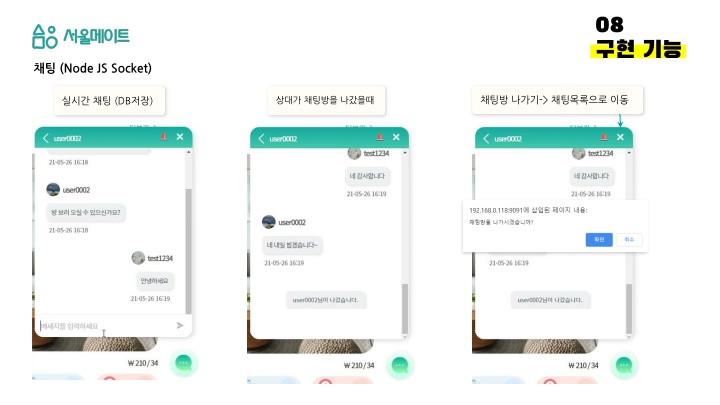 서울메이트
08
구현 기능
채팅 (Node JS Socket)
실시간 채팅 (DB저장)
user0002
21-05-26 16:18
user0002
방 보러 오실 수 있으신가요?
21-05-26 16:18
test1234
안녕하세요
21-05-26 16:19
메세지를 입력하세요
₩ 210 / 34
상대가 채팅방을 나갔을때
user0002
test1234
네 감사합니다
21-05-26 16:19
user0002
네 내일 뵙겠습니다~
21-05-26 16:19
user0002님이 나갔습니다.
₩ 210 / 34
채팅방 나가기-> 채팅목록으로 이동
user0002
test1234
네 감사합니다
21-05-26 16:19
192.168.0.118:9091에 삽입된 페이지 내용:
채팅방을 나가시겠습니까?
확인
취소
21-05-26 16:19
user0002님이 나갔습니다.
₩ 210 / 34